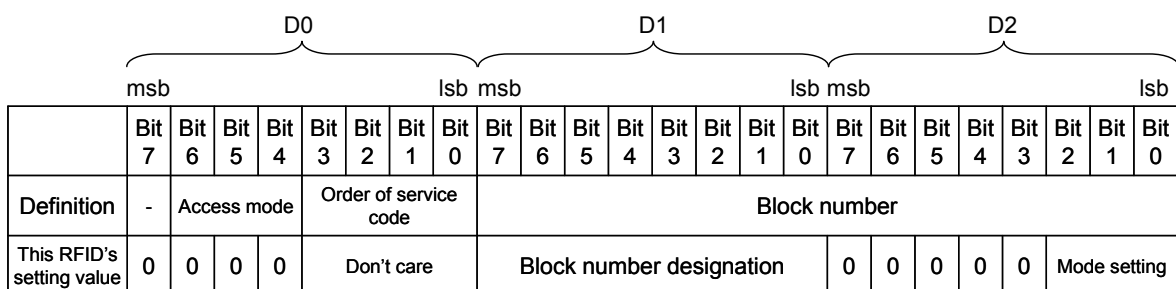 D0 D1 D2
msb lsb msb lsb msb lsb
Bit 7 Bit 6 Bit 5 Bit 4 Bit 3 Bit 2 Bit 1 Bit 0 Bit 7 Bit 6 Bit 5 Bit 4 Bit 3 Bit 2 Bit 1 Bit 0 Bit 7 Bit 6 Bit 5 Bit 4 Bit 3 Bit 2 Bit 1 Bit 0
Definition - Access mode Order of service code Block number
This RFID's setting value 0 0 0 0 Don't care Block number designation 0 0 0 0 0 Mode setting